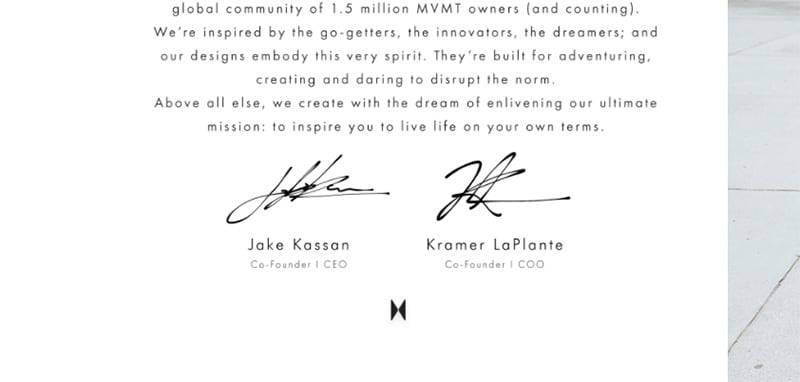 global community of 1.5 million MVMT owners (and counting).
We're inspired by the go-getters, the innovators, the dreamers; and
our designs embody this very spirit. They're built for adventuring,
creating and daring to disrupt the norm.
Above all else, we create with the dream of enlivening our ultimate
mission: to inspire you to live life on your own terms.
Jake Kassan Kramer LaPlante
Co-Founder | CEO Co-Founder | COO